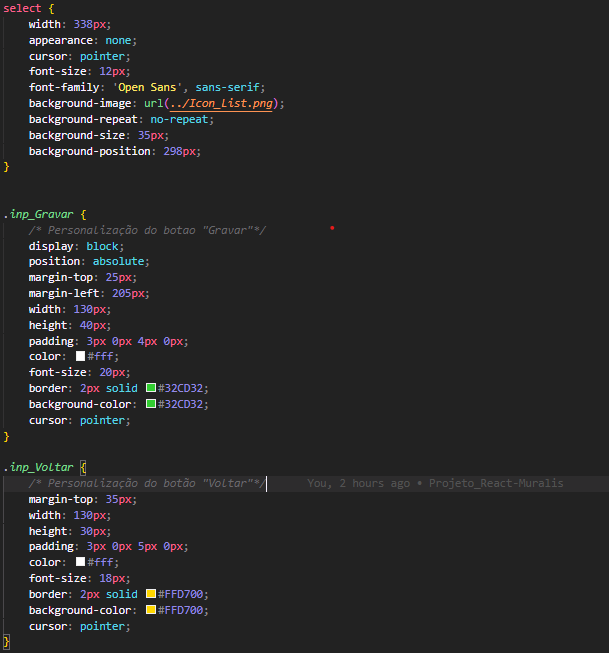 select {
    width: 338px;
    appearance: none;
    cursor: pointer;
    font-size: 12px;
    font-family: 'Open Sans', sans-serif;
    background-image: url(../Icon_List.png);
    background-repeat: no-repeat;
    background-size: 35px;
    background-position: 298px;
}
.inp_Gravar {
    /* Personalização do botao "Gravar"*/
    display: block;
    position: absolute;
    margin-top: 25px;
    margin-left: 205px;
    width: 130px;
    height: 40px;
    padding: 3px 0px 4px 0px;
    color: #fff;
    font-size: 20px;
    border: 2px solid #32CD32;
    background-color: #32CD32;
    cursor: pointer;
}
.inp_Voltar {
    /* Personalização do botão "Voltar"*/ You, 2 hours ago • Projeto_React-Muralis
    margin-top: 35px;
    width: 130px;
    height: 30px;
    padding: 3px 0px 5px 0px;
    color: #fff;
    font-size: 18px;
    border: 2px solid #FFD700;
    background-color: #FFD700;
    cursor: pointer;
}